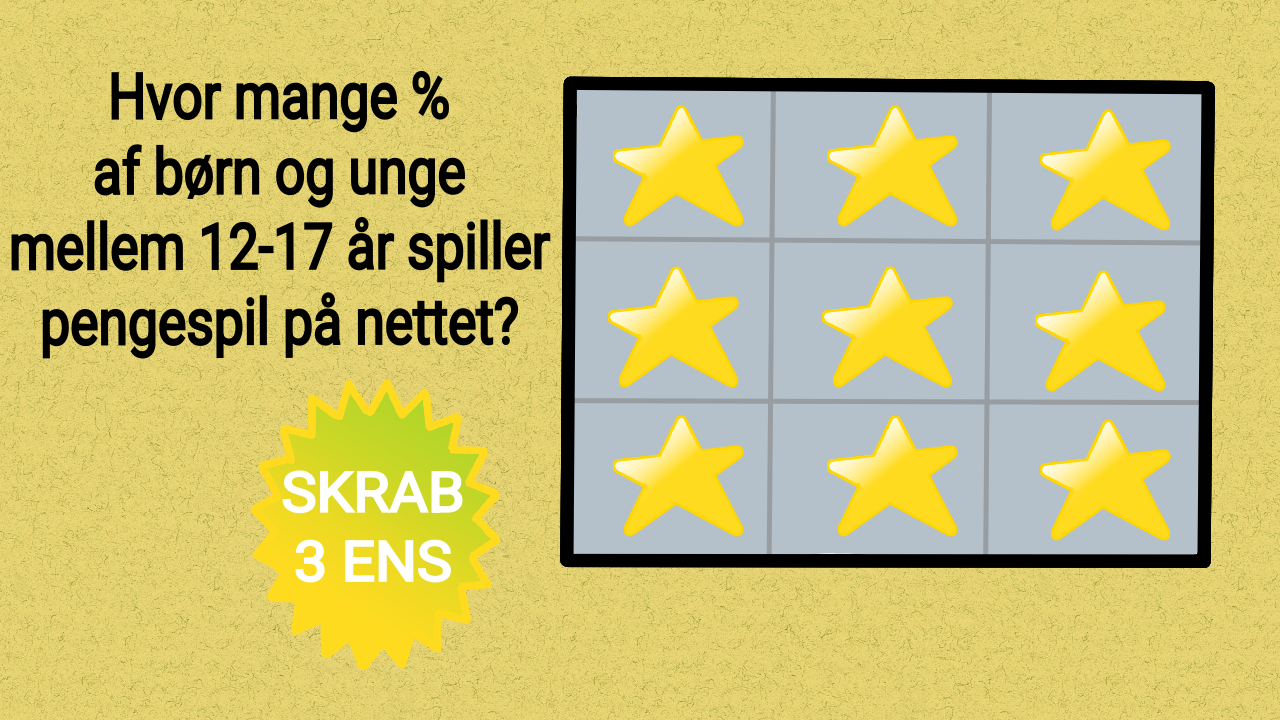 Hvor mange %
af børn og unge
mellem 12-17 år spiller
pengespil på nettet?
SKRAB
3 ENS